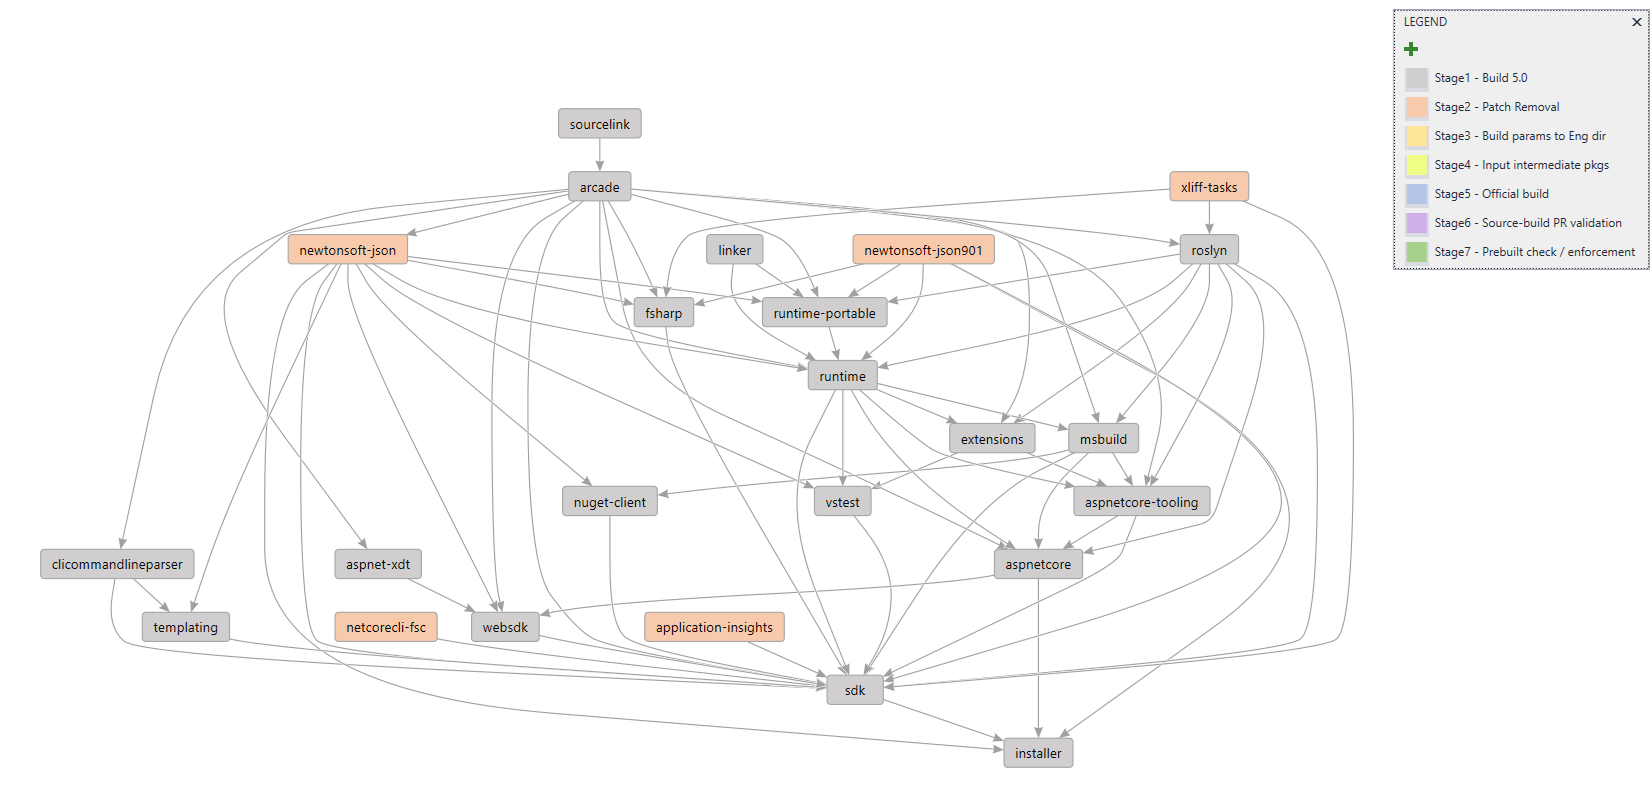 LEGEND
Stage1 - Build 5.0
Stage2 - Patch Removal
Stage3 - Build params to Eng dir
Stage4 - Input intermediate pkgs
Stage5 - Official build
Stage6 - Source-build PR validation
Stage7 - Prebuilt check / enforcement
sourcelink
arcade
xliff-tasks
newtonsoft-json
linker
newtonsoft-json901
roslyn
fsharp
runtime-portable
runtime
extensions
msbuild
nuget-client
vstest
aspnetcore-tooling
clicommandlineparser
aspnet-xdt
aspnetcore
templating
netcorecli-fsc
websdk
application-insights
sdk
installer